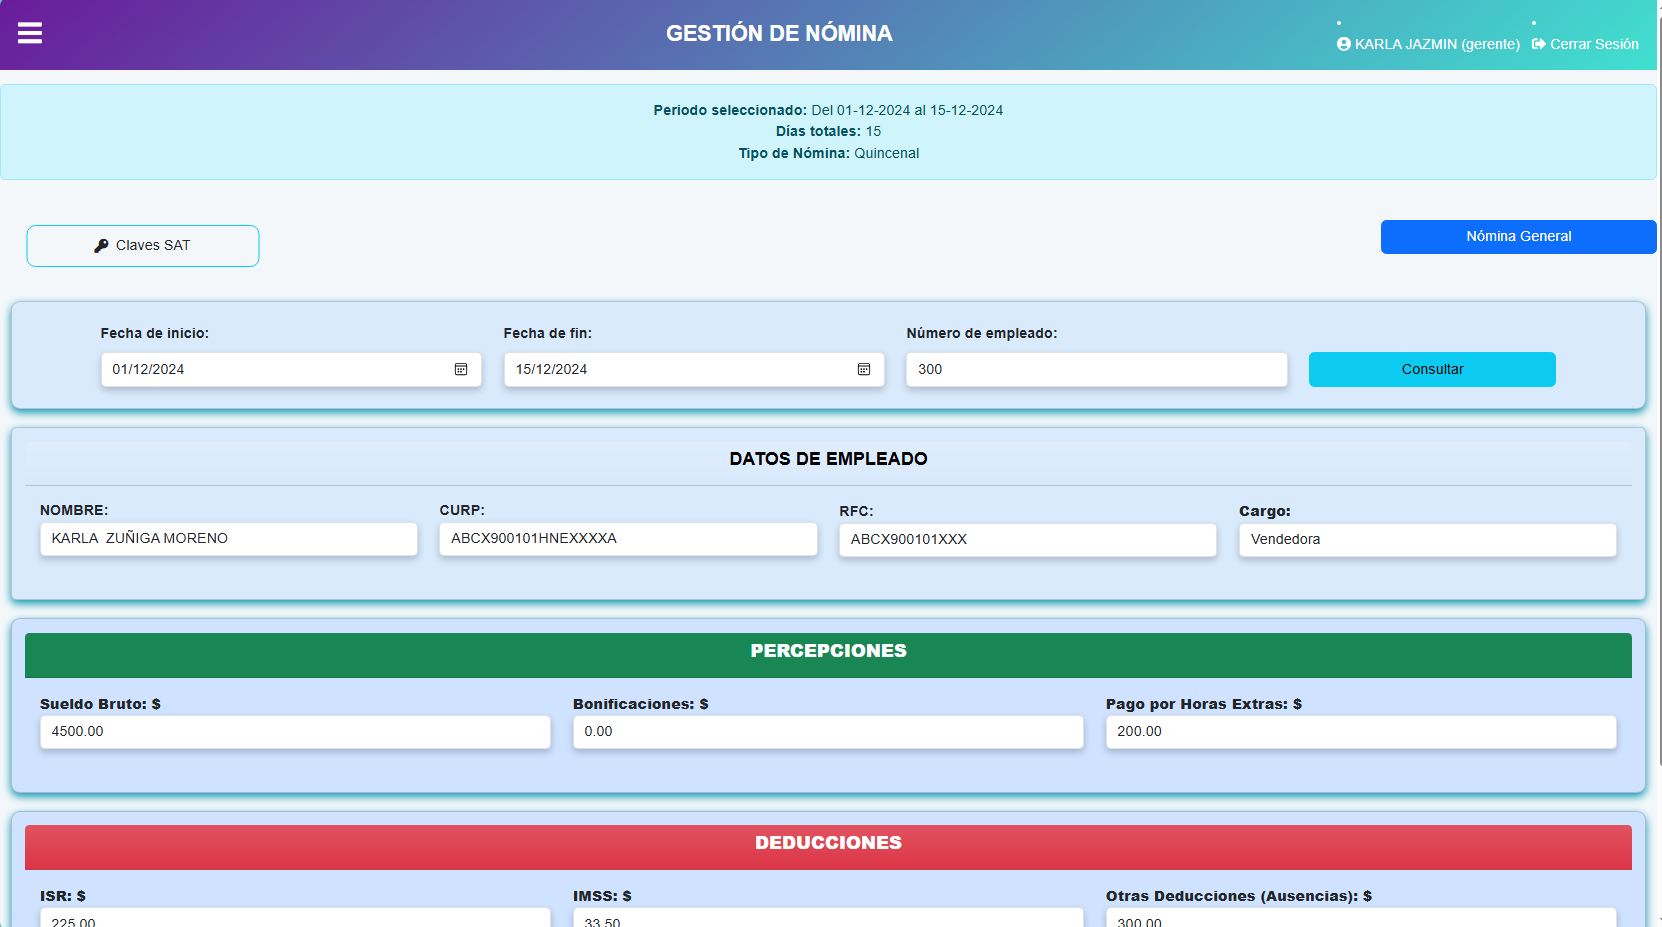 GESTIÓN DE NÓMINA
KARLA JAZMIN (gerente)
Cerrar Sesión
Periodo seleccionado: Del 01-12-2024 al 15-12-2024
Días totales: 15
Tipo de Nómina: Quincenal
Claves SAT
Nómina General
Fecha de inicio:
Fecha de fin:
Número de empleado:
01/12/2024
15/12/2024
300
Consultar
DATOS DE EMPLEADO
NOMBRE:
CURP:
RFC:
Cargo:
KARLA  ZUÑIGA MORENO
ABCX900101HNEXXXXA
ABCX900101XXX
Vendedora
PERCEPCIONES
Sueldo Bruto: $
Bonificaciones: $
Pago por Horas Extras: $
4500.00
0.00
200.00
DEDUCCIONES
ISR: $
IMSS: $
Otras Deducciones (Ausencias): $
225.00
33.50
300.00